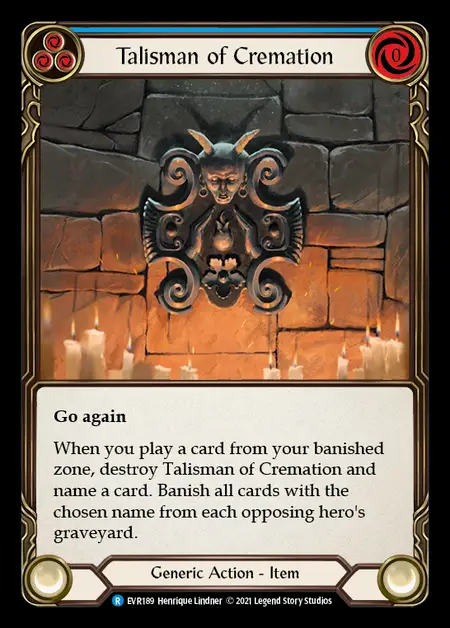 Talisman of Cremation
0
Go again
When you play a card from your banished
zone, destroy Talisman of Cremation and
name a card. Banish all cards with the
chosen name from each opposing hero's
graveyard.
Generic Action - Item
R EVR189 Henrique Lindner © 2021 Legend Story Studios